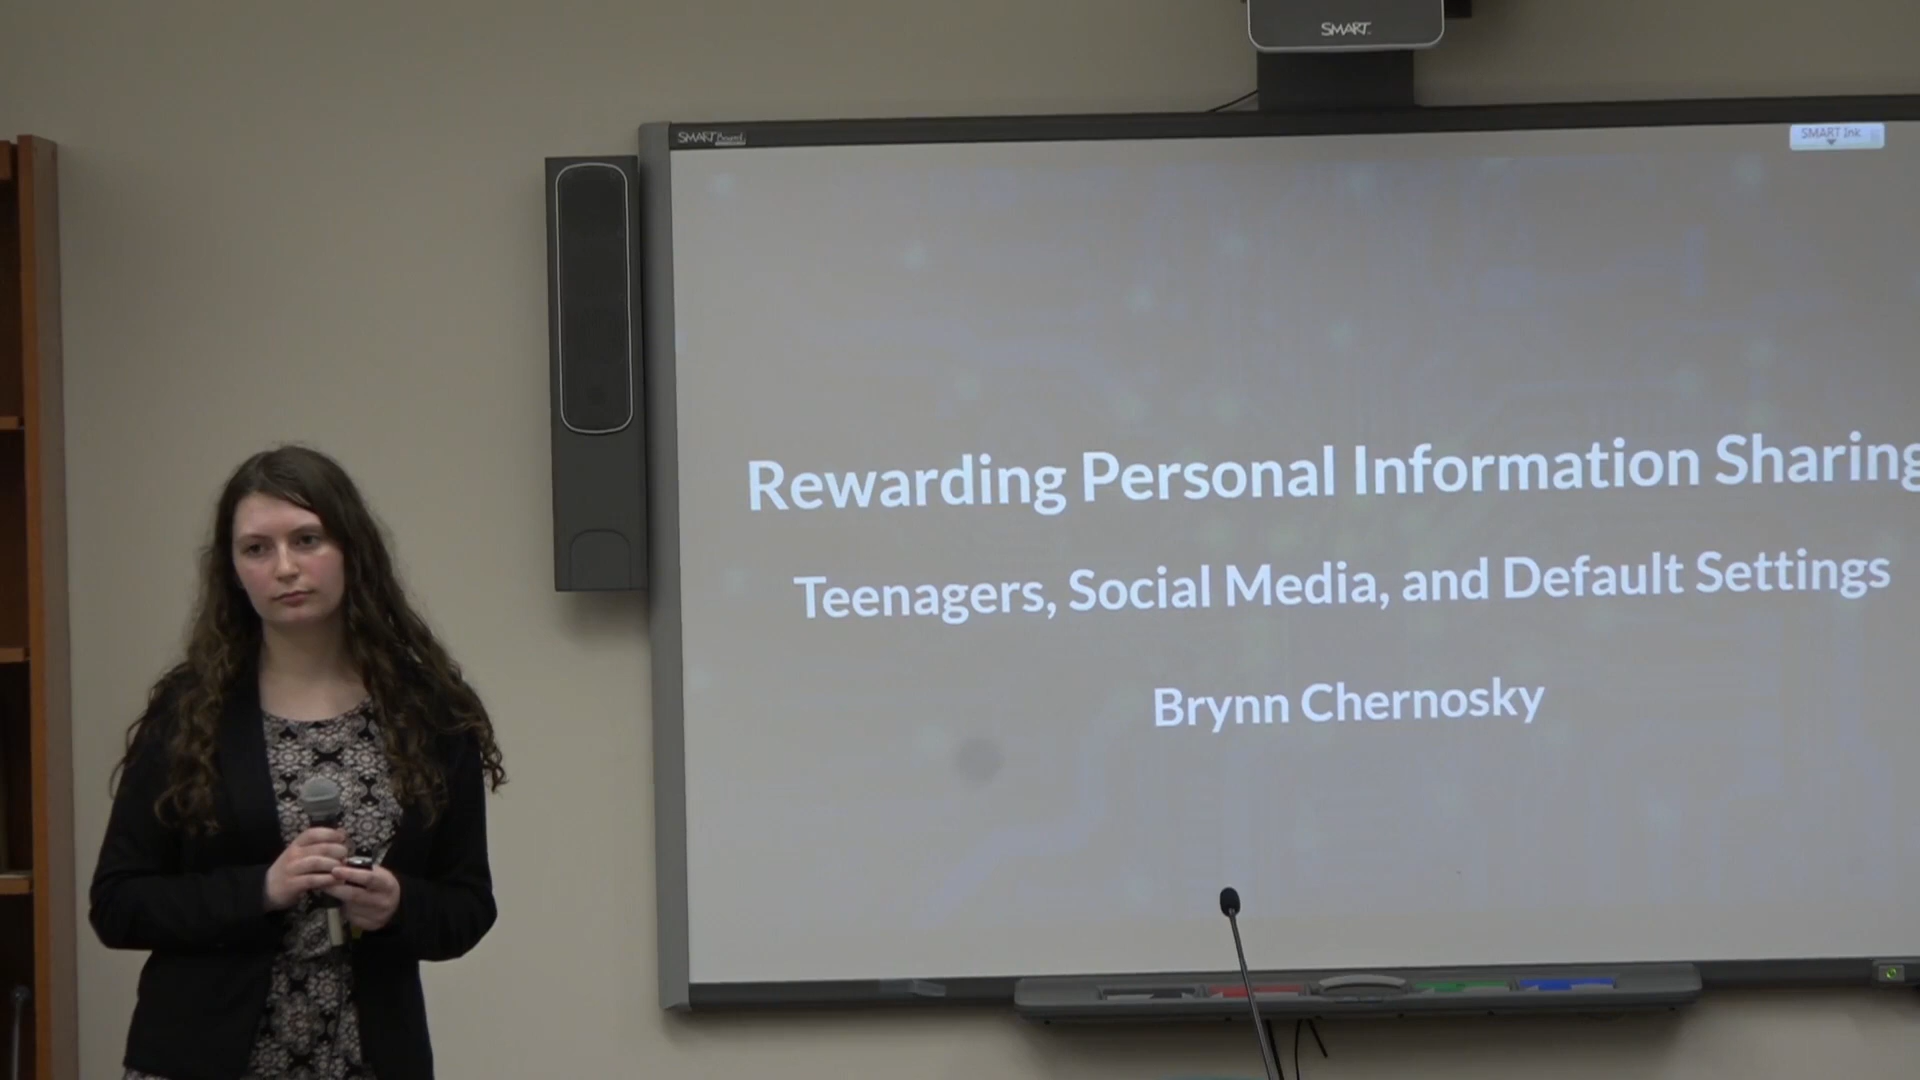 SMART
SMART Board
SMART Ink
Rewarding Personal Information Sharing
Teenagers, Social Media, and Default Settings
Brynn Chernosky